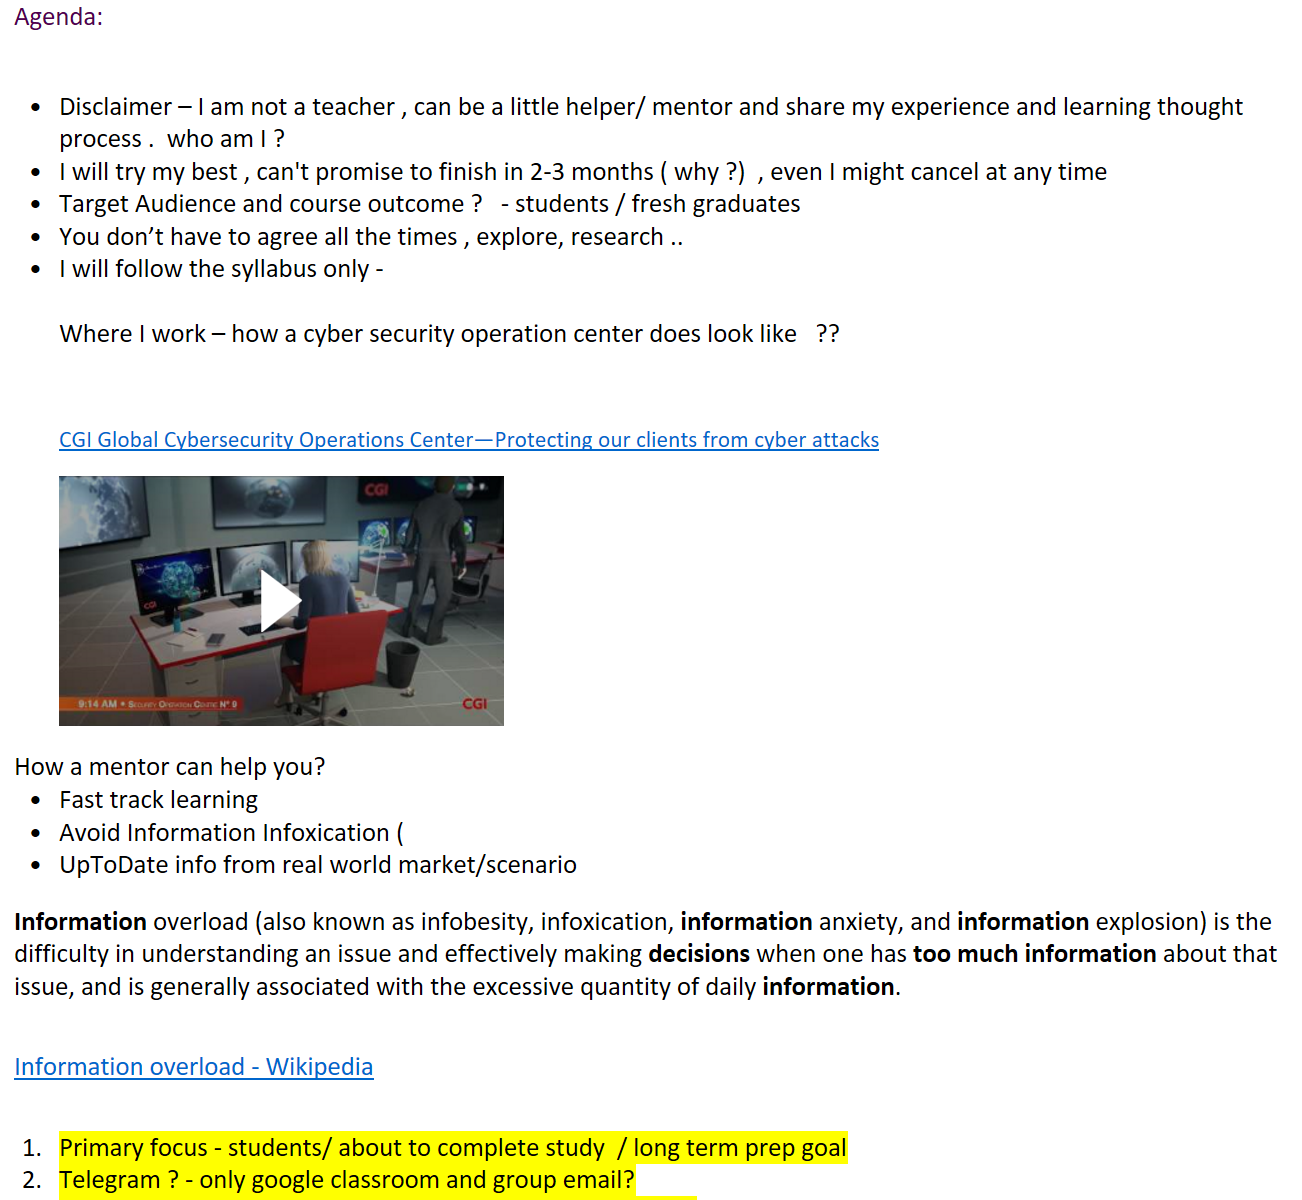 Agenda:
• Disclaimer – I am not a teacher , can be a little helper/ mentor and share my experience and learning thought
process .  who am I ?
• I will try my best , can't promise to finish in 2-3 months ( why ?)  , even I might cancel at any time
• Target Audience and course outcome ?   - students / fresh graduates
• You don’t have to agree all the times , explore, research ..
• I will follow the syllabus only -
Where I work – how a cyber security operation center does look like   ??
CGI Global Cybersecurity Operations Center—Protecting our clients from cyber attacks
CGI
CGI
9:14 AM • Security Operation Centre N° 9
CGI
How a mentor can help you?
• Fast track learning
• Avoid Information Infoxication (
• UpToDate info from real world market/scenario
Information overload (also known as infobesity, infoxication, information anxiety, and information explosion) is the
difficulty in understanding an issue and effectively making decisions when one has too much information about that
issue, and is generally associated with the excessive quantity of daily information.
Information overload - Wikipedia
1. Primary focus - students/ about to complete study  / long term prep goal
2. Telegram ? - only google classroom and group email?